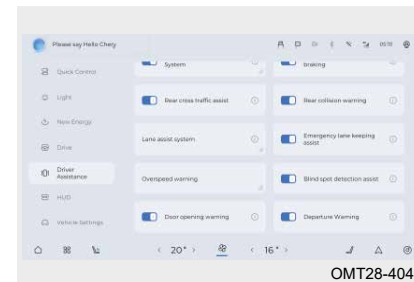 Please say Hello Chery
09:19
Quick Control
System
braking
Light
Rear cross traffic assist
Rear collision warning
New Energy
Lane assist system
Emergency lane keeping
assist
Drive
Driver
Assistance
Overspeed warning
Blind spot detection assist
HUD
Vehicle Settings
Door opening warning
Departure Warning
20°
16°
OMT28-404